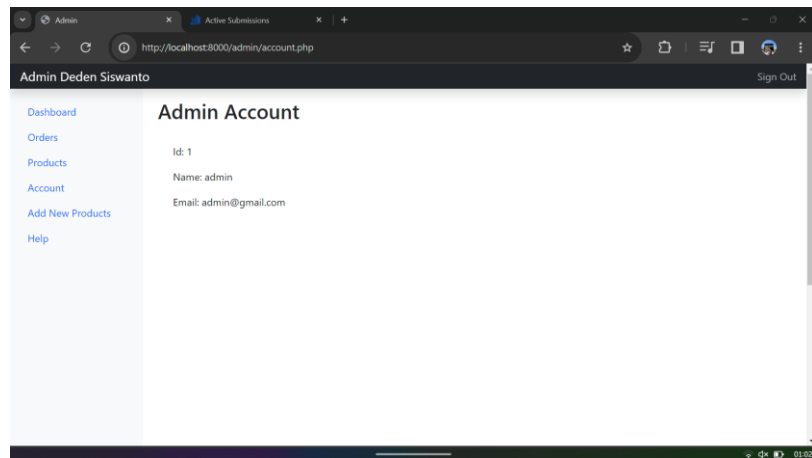 Admin
Active Submissions
http://localhost:8000/admin/account.php
Admin Deden Siswanto
Sign Out
Dashboard
Orders
Products
Account
Add New Products
Help
Admin Account
Id: 1
Name: admin
Email: admin@gmail.com